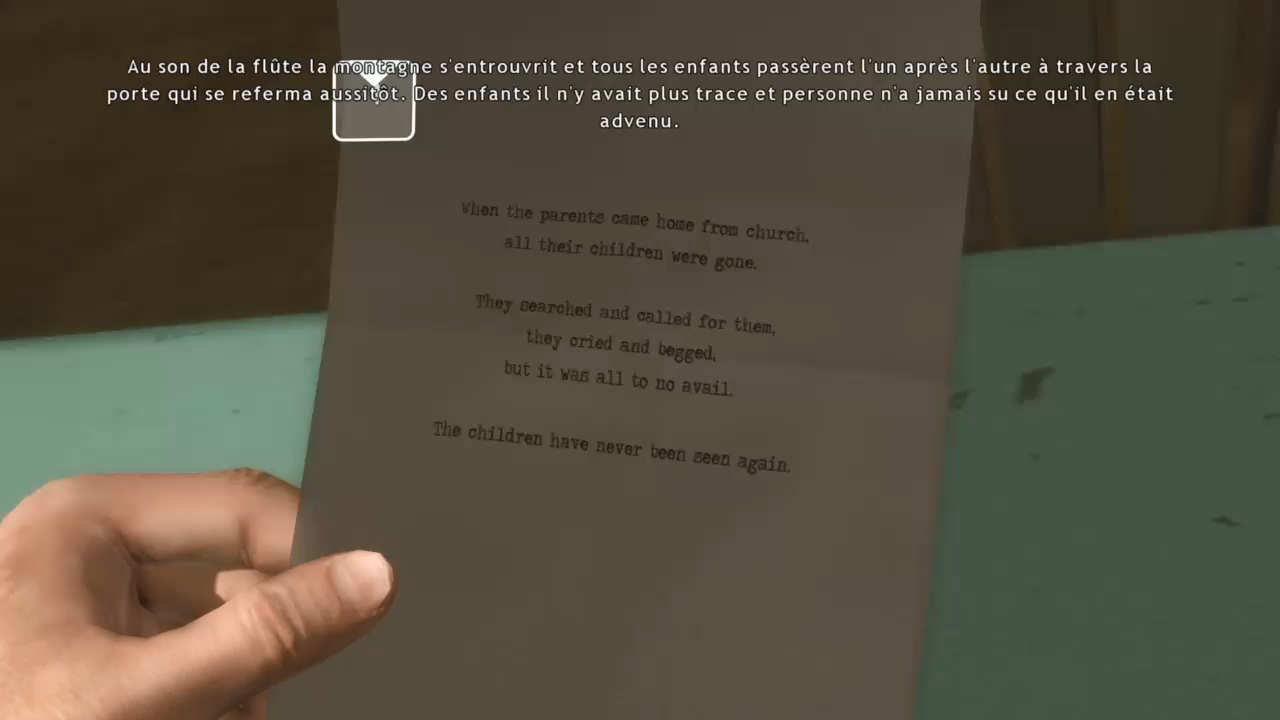 Au son de la flûte la montagne s'entrouvrit et tous les enfants passèrent l'un après l'autre à travers la
porte qui se referma aussitôt. Des enfants il n'y avait plus trace et personne n'a jamais su ce qu'il en était
advenu.
When the parents came home from church,
all their children were gone.
They searched and called for them,
they cried and begged,
but it was all to no avail.
The children have never been seen again.